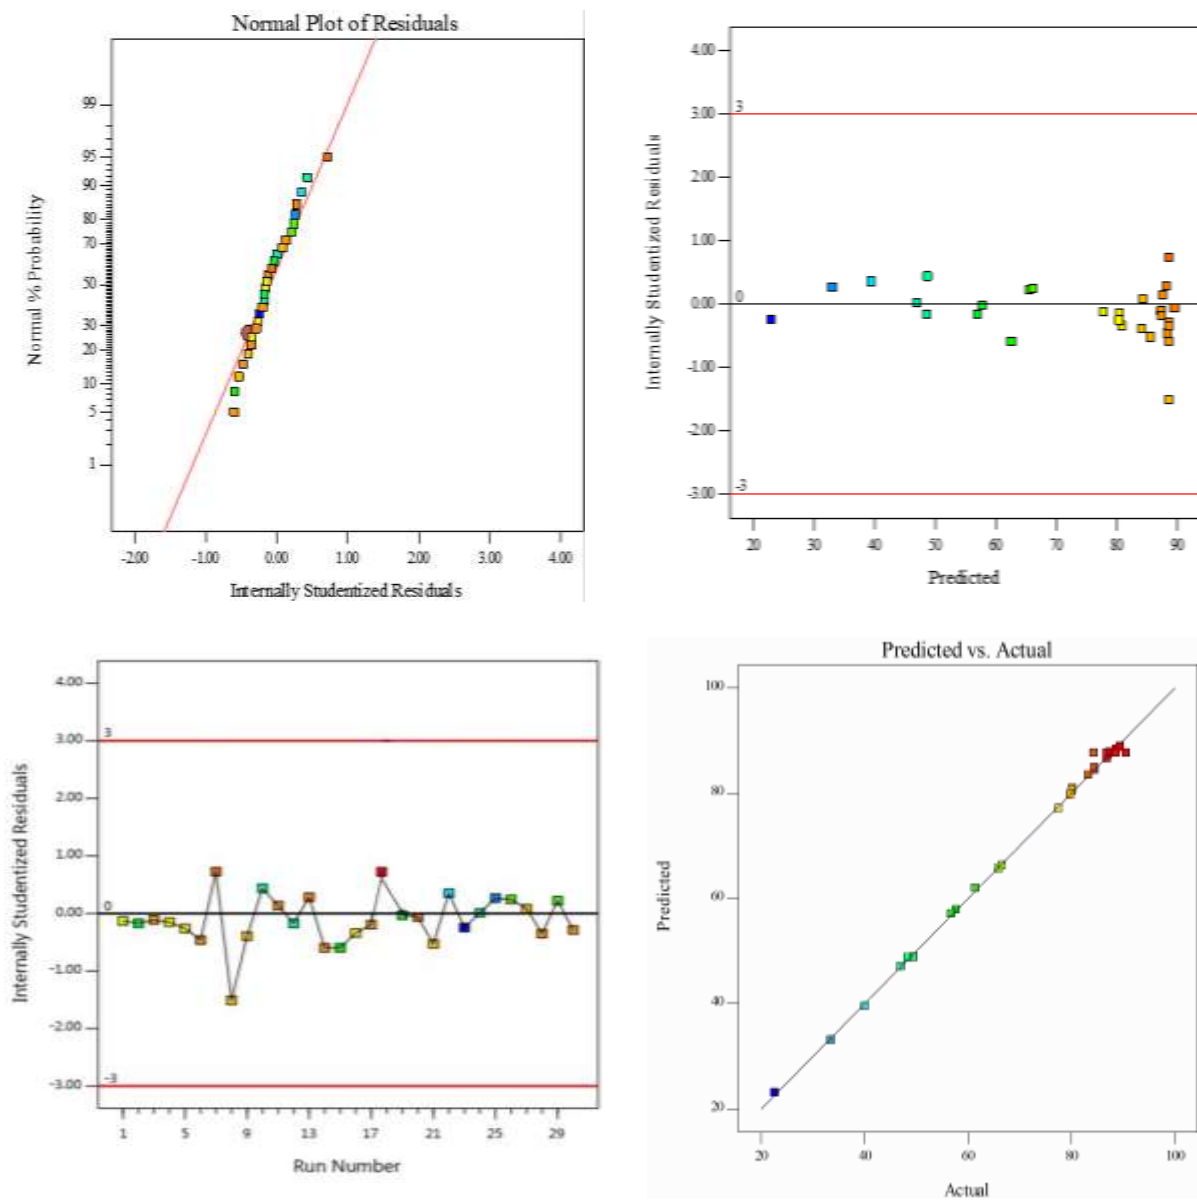 Normal Plot of Residuals
Normal % Probability
99
95
90
80
70
50
30
20
10
5
1
-2.00 -1.00 0.00 1.00 2.00 3.00 4.00
Internally Studentized Residuals
Internally Studentized Residuals
4.00
3.00
2.00
1.00
0.00
-1.00
-2.00
-3.00
3
0
-3
20 30 40 50 60 70 80 90
Predicted
Internally Studentized Residuals
4.00
3.00
2.00
1.00
0.00
-1.00
-2.00
-3.00
3
0
-3
1 5 9 13 17 21 25 29
Run Number
Predicted vs. Actual
Predicted
100
80
60
40
20
20 40 60 80 100
Actual